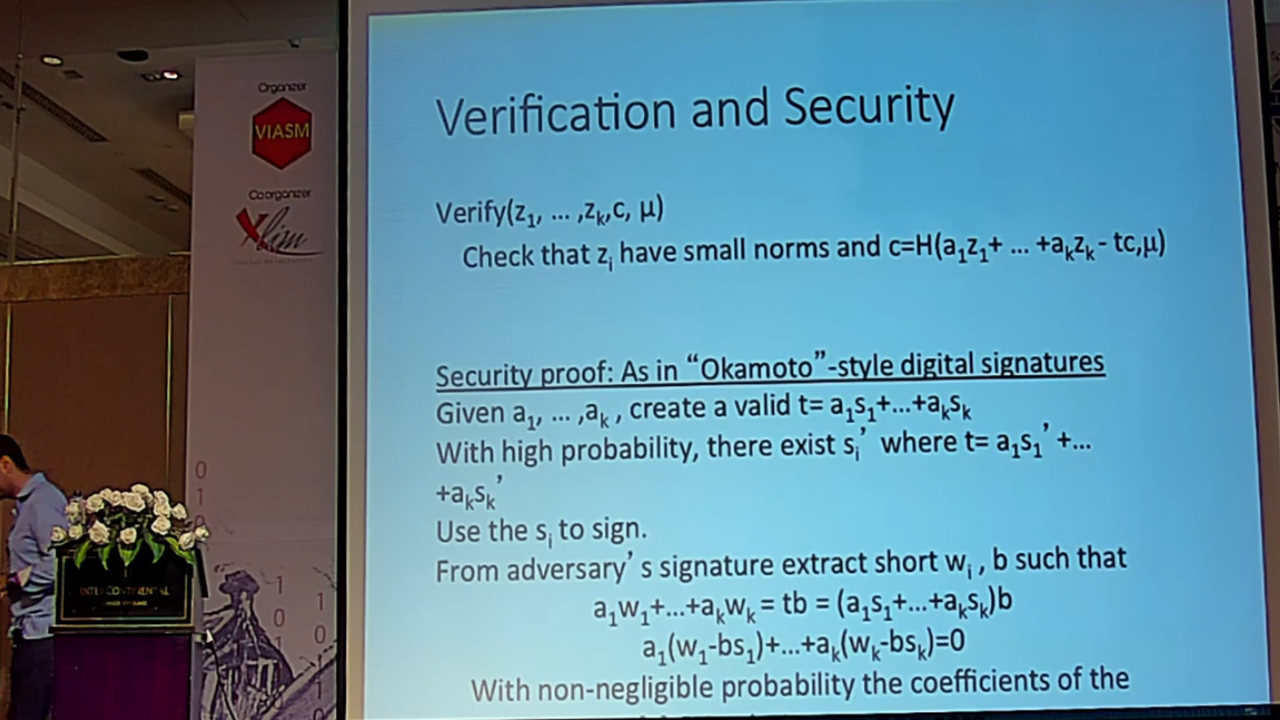 Organizer
VIASM
Coorganizer
Xlim
Verification and Security
Verify(z₁, ... ,zₖ,c, μ)
Check that zᵢ have small norms and c=H(a₁z₁+ ... +aₖzₖ - tc,μ)
Security proof: As in “Okamoto”-style digital signatures
Given a₁, ... ,aₖ , create a valid t= a₁s₁+...+aₖsₖ
With high probability, there exist sᵢ’ where t= a₁s₁’ +...
+aₖsₖ’
Use the sᵢ to sign.
From adversary’s signature extract short wᵢ , b such that
a₁w₁+...+aₖwₖ = tb = (a₁s₁+...+aₖsₖ)b
a₁(w₁-bs₁)+...+aₖ(wₖ-bsₖ)=0
With non-negligible probability the coefficients of the
INTERCONTINENTAL